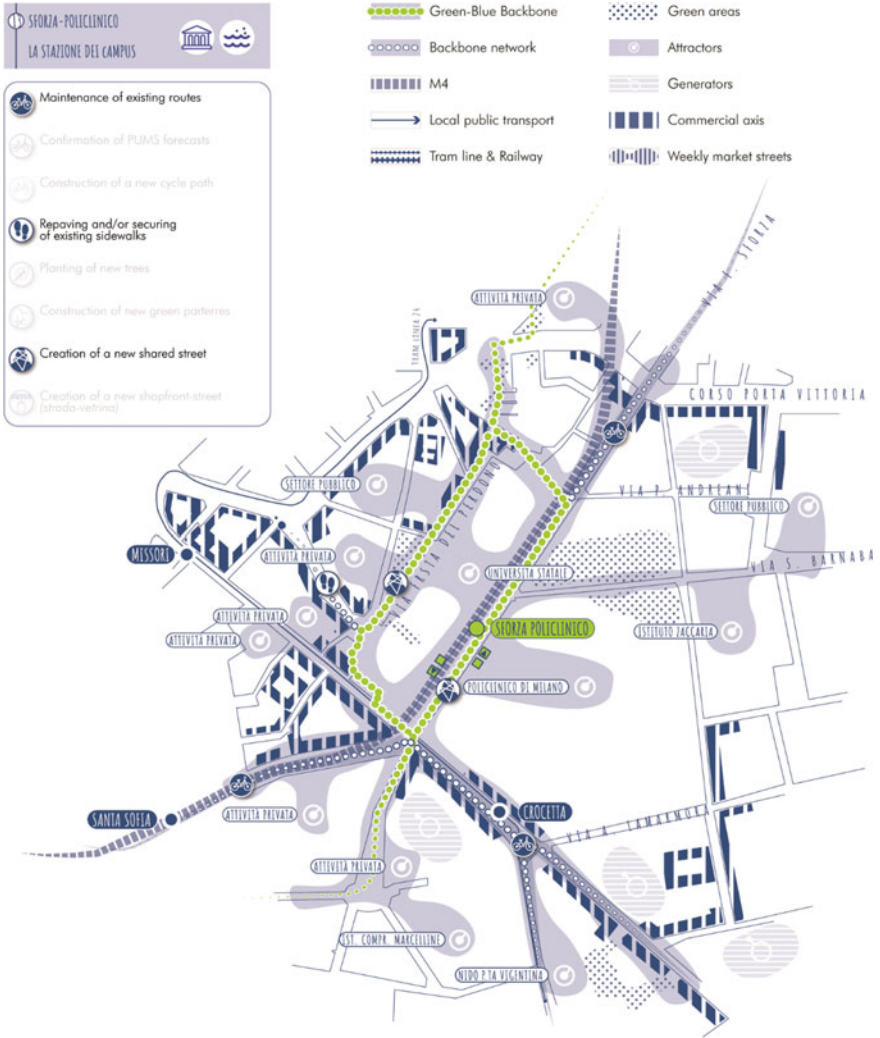 SFORZA-POLICLINICO
LA STAZIONE DEI CAMPUS
Maintenance of existing routes
Confirmation of PUMS forecasts
Construction of a new cycle path
Repaving and/or securing
of existing sidewalks
Planting of new trees
Construction of new green parterres
Creation of a new shared street
Creation of a new shopfront-street
(strada-vetrina)
Green-Blue Backbone
Backbone network
M4
Local public transport
Tram line & Railway
Green areas
Attractors
Generators
Commercial axis
Weekly market streets
VIA F. SFORZA
ATTIVITÀ PRIVATA
TRAM LINEA 24
CORSO PORTA VITTORIA
SETTORE PUBBLICO
VIA P. ANDREANI
SETTORE PUBBLICO
MISSORI
ATTIVITÀ PRIVATA
VIA FESTA DEL PERDONO
UNIVERSITÀ STATALE
VIA S. BARNABA
ATTIVITÀ PRIVATA
ATTIVITÀ PRIVATA
SFORZA POLICLINICO
ISTITUTO ZACCARIA
POLICLINICO DI MILANO
SANTA SOFIA
ATTIVITÀ PRIVATA
CROCETTA
VIA A. LAMARMORA
ATTIVITÀ PRIVATA
IST. COMPR. MARCELLINE
NIDO P.TA VIGENTINA